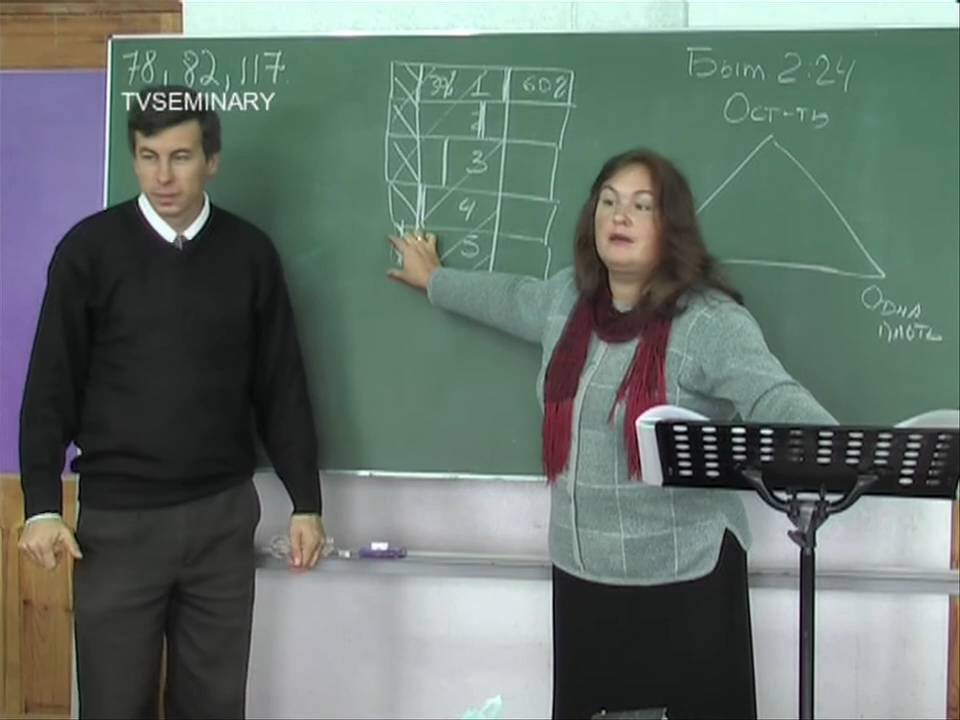 78, 82, 117
TVSEMINARY
1
602
2
3
4
5
Быт 2:24
Ост-ть
Одна
плоть